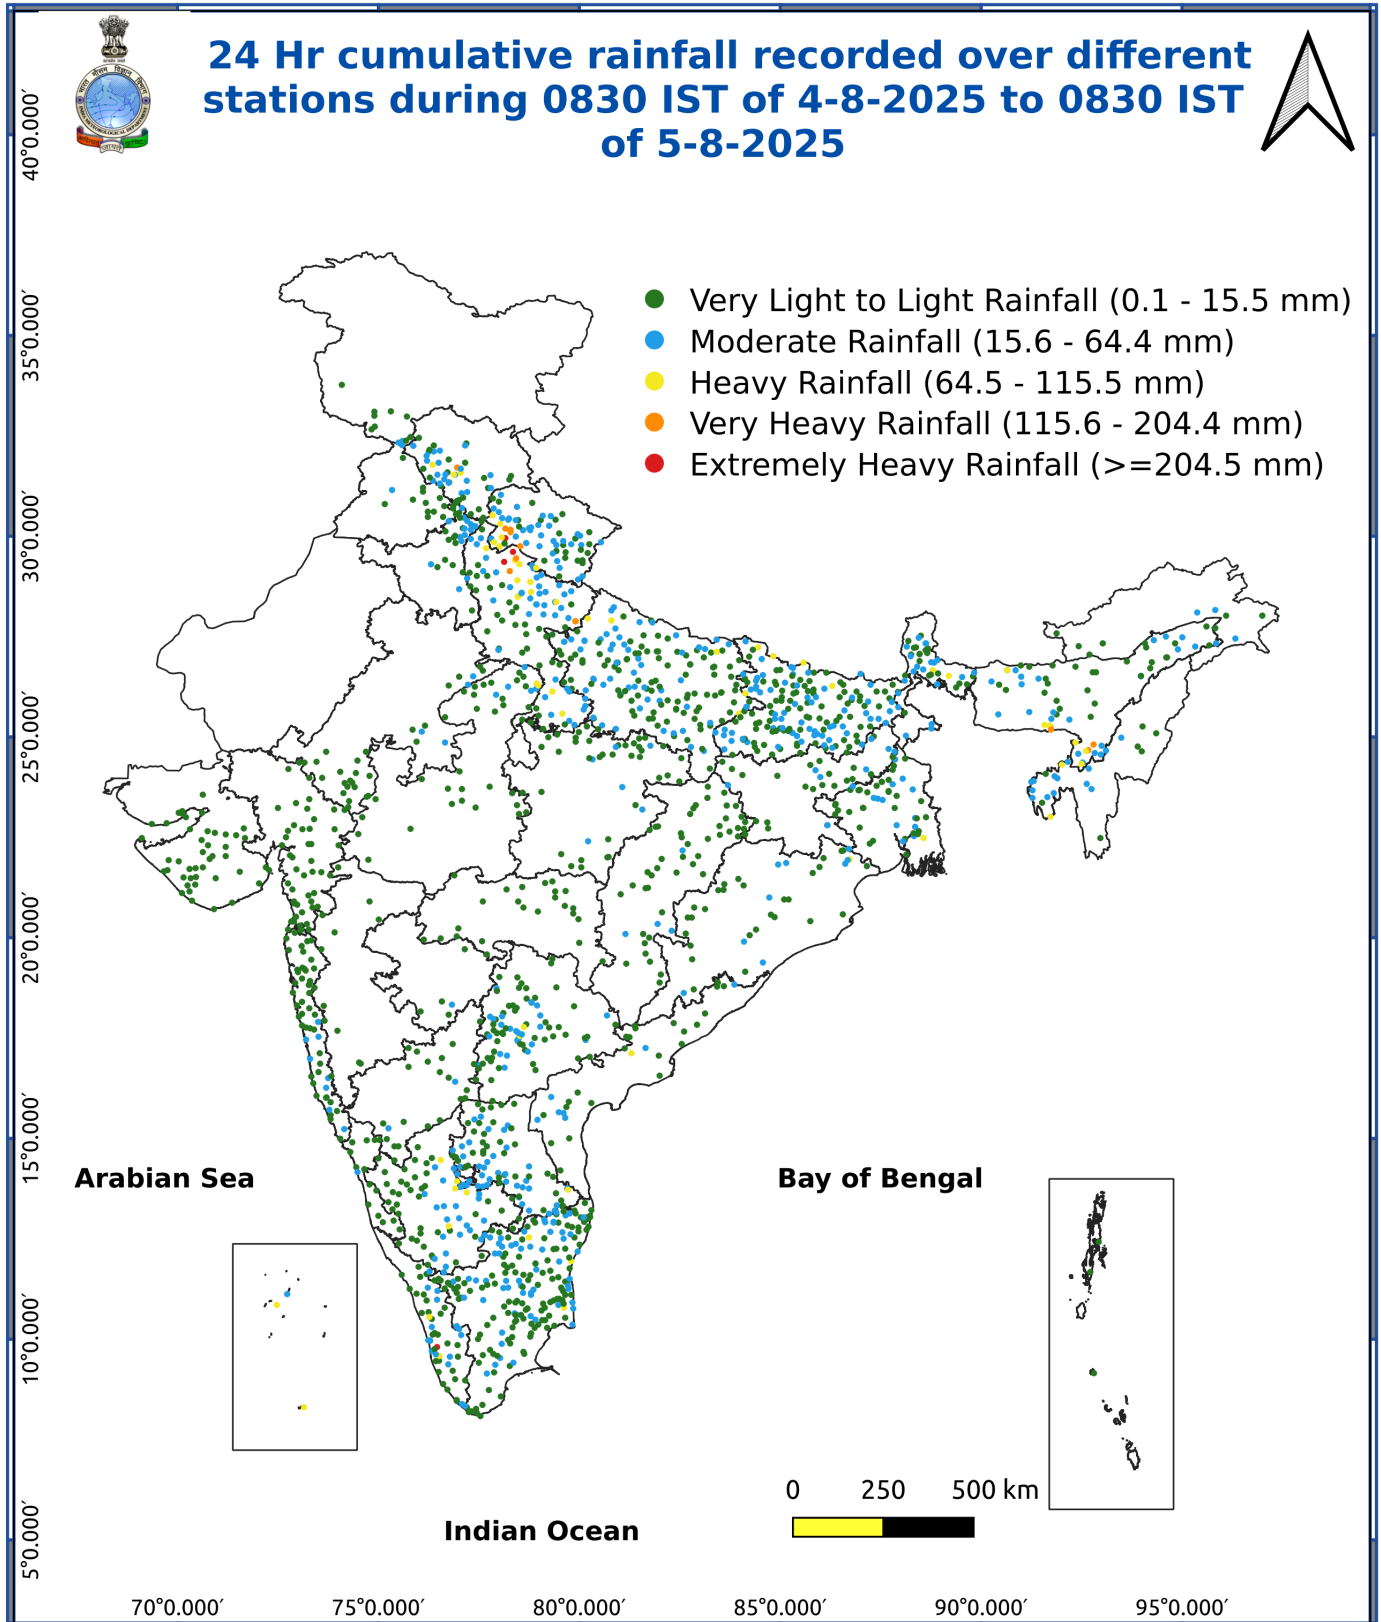 24 Hr cumulative rainfall recorded over different
stations during 0830 IST of 4-8-2025 to 0830 IST
of 5-8-2025
Very Light to Light Rainfall (0.1 - 15.5 mm)
Moderate Rainfall (15.6 - 64.4 mm)
Heavy Rainfall (64.5 - 115.5 mm)
Very Heavy Rainfall (115.6 - 204.4 mm)
Extremely Heavy Rainfall (>=204.5 mm)
40°0.000′
35°0.000′
30°0.000′
25°0.000′
20°0.000′
15°0.000′
10°0.000′
5°0.000′
Arabian Sea
Bay of Bengal
Indian Ocean
0 250 500 km
70°0.000′ 75°0.000′ 80°0.000′ 85°0.000′ 90°0.000′ 95°0.000′